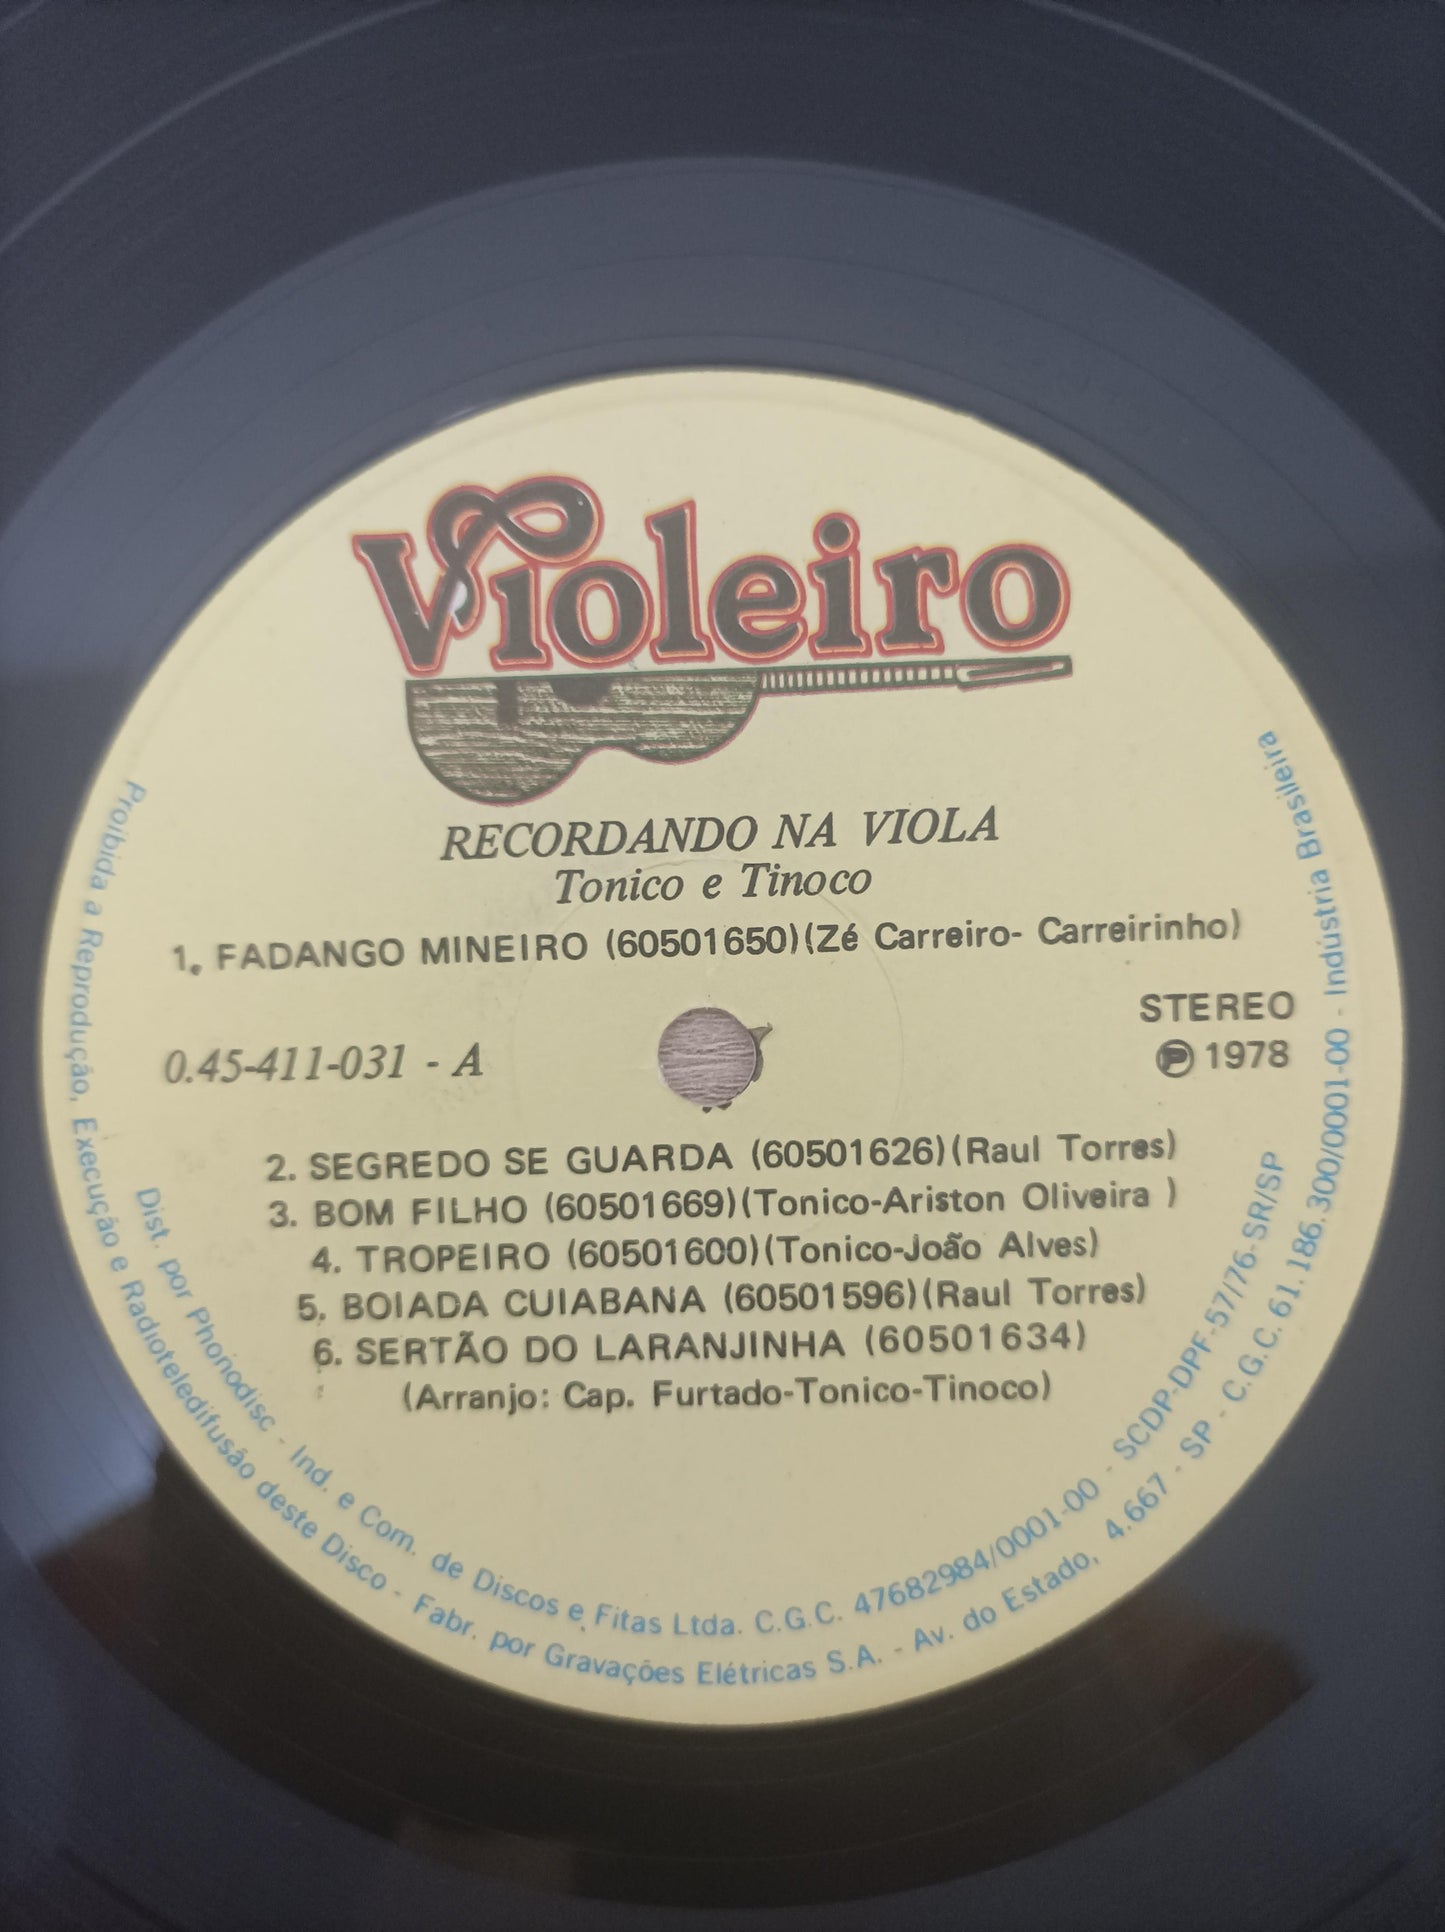 Violeiro
RECORDANDO NA VIOLA
Tonico e Tinoco
1. FADANGO MINEIRO (60501650)(Zé Carreiro- Carreirinho)
STEREO
0.45-411-031 - A
Ⓟ 1978
2. SEGREDO SE GUARDA (60501626)(Raul Torres)
3. BOM FILHO (60501669)(Tonico-Ariston Oliveira )
4. TROPEIRO (60501600)(Tonico-João Alves)
5. BOIADA CUIABANA (60501596)(Raul Torres)
6. SERTÃO DO LARANJINHA (60501634)
(Arranjo: Cap. Furtado-Tonico-Tinoco)
Dist. por Phonodisc - Ind. e Com. de Discos e Fitas Ltda. C.G.C. 47682984/0001-00 - SCDP-DPF-57/76-SR/SP
Proibida a Reprodução, Execução e Radioteledifusão deste Disco - Fabr. por Gravações Elétricas S.A. - Av. do Estado, 4.667 - SP - C.G.C. 61.186.300/0001-00 - Indústria Brasileira